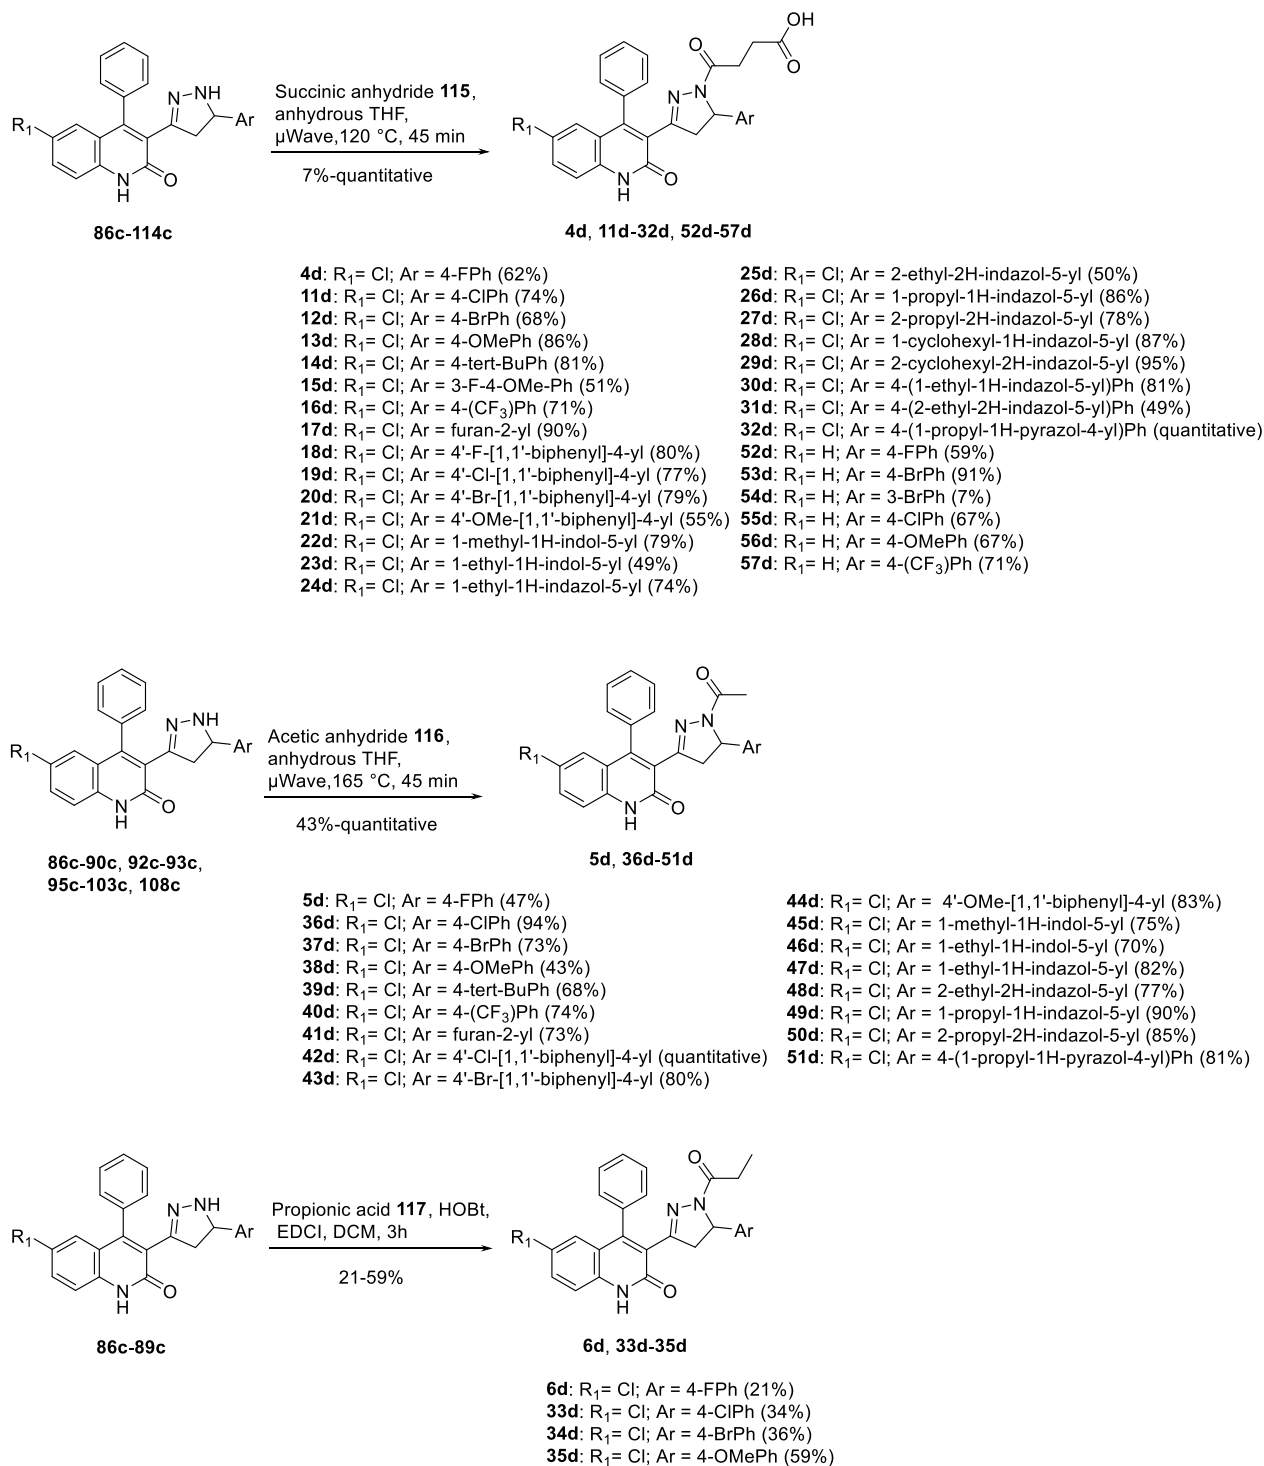 OH
O
O
N
NH
N
N
R1
Ar
R1
Ar
N
H
O
N
H
O
Succinic anhydride 115,
anhydrous THF,
µWave,120 °C, 45 min
7%-quantitative
86c-114c
4d, 11d-32d, 52d-57d
4d: R1= Cl; Ar = 4-FPh (62%)
11d: R1= Cl; Ar = 4-ClPh (74%)
12d: R1= Cl; Ar = 4-BrPh (68%)
13d: R1= Cl; Ar = 4-OMePh (86%)
14d: R1= Cl; Ar = 4-tert-BuPh (81%)
15d: R1= Cl; Ar = 3-F-4-OMe-Ph (51%)
16d: R1= Cl; Ar = 4-(CF3)Ph (71%)
17d: R1= Cl; Ar = furan-2-yl (90%)
18d: R1= Cl; Ar = 4'-F-[1,1'-biphenyl]-4-yl (80%)
19d: R1= Cl; Ar = 4'-Cl-[1,1'-biphenyl]-4-yl (77%)
20d: R1= Cl; Ar = 4'-Br-[1,1'-biphenyl]-4-yl (79%)
21d: R1= Cl; Ar = 4'-OMe-[1,1'-biphenyl]-4-yl (55%)
22d: R1= Cl; Ar = 1-methyl-1H-indol-5-yl (79%)
23d: R1= Cl; Ar = 1-ethyl-1H-indol-5-yl (49%)
24d: R1= Cl; Ar = 1-ethyl-1H-indazol-5-yl (74%)
25d: R1= Cl; Ar = 2-ethyl-2H-indazol-5-yl (50%)
26d: R1= Cl; Ar = 1-propyl-1H-indazol-5-yl (86%)
27d: R1= Cl; Ar = 2-propyl-2H-indazol-5-yl (78%)
28d: R1= Cl; Ar = 1-cyclohexyl-1H-indazol-5-yl (87%)
29d: R1= Cl; Ar = 2-cyclohexyl-2H-indazol-5-yl (95%)
30d: R1= Cl; Ar = 4-(1-ethyl-1H-indazol-5-yl)Ph (81%)
31d: R1= Cl; Ar = 4-(2-ethyl-2H-indazol-5-yl)Ph (49%)
32d: R1= Cl; Ar = 4-(1-propyl-1H-pyrazol-4-yl)Ph (quantitative)
52d: R1= H; Ar = 4-FPh (59%)
53d: R1= H; Ar = 4-BrPh (91%)
54d: R1= H; Ar = 3-BrPh (7%)
55d: R1= H; Ar = 4-ClPh (67%)
56d: R1= H; Ar = 4-OMePh (67%)
57d: R1= H; Ar = 4-(CF3)Ph (71%)
O
N
NH
N
N
R1
Ar
R1
Ar
N
H
O
N
H
O
Acetic anhydride 116,
anhydrous THF,
µWave,165 °C, 45 min
43%-quantitative
86c-90c, 92c-93c,
95c-103c, 108c
5d, 36d-51d
5d: R1= Cl; Ar = 4-FPh (47%)
36d: R1= Cl; Ar = 4-ClPh (94%)
37d: R1= Cl; Ar = 4-BrPh (73%)
38d: R1= Cl; Ar = 4-OMePh (43%)
39d: R1= Cl; Ar = 4-tert-BuPh (68%)
40d: R1= Cl; Ar = 4-(CF3)Ph (74%)
41d: R1= Cl; Ar = furan-2-yl (73%)
42d: R1= Cl; Ar = 4'-Cl-[1,1'-biphenyl]-4-yl (quantitative)
43d: R1= Cl; Ar = 4'-Br-[1,1'-biphenyl]-4-yl (80%)
44d: R1= Cl; Ar = 4'-OMe-[1,1'-biphenyl]-4-yl (83%)
45d: R1= Cl; Ar = 1-methyl-1H-indol-5-yl (75%)
46d: R1= Cl; Ar = 1-ethyl-1H-indol-5-yl (70%)
47d: R1= Cl; Ar = 1-ethyl-1H-indazol-5-yl (82%)
48d: R1= Cl; Ar = 2-ethyl-2H-indazol-5-yl (77%)
49d: R1= Cl; Ar = 1-propyl-1H-indazol-5-yl (90%)
50d: R1= Cl; Ar = 2-propyl-2H-indazol-5-yl (85%)
51d: R1= Cl; Ar = 4-(1-propyl-1H-pyrazol-4-yl)Ph (81%)
O
N
NH
N
N
R1
Ar
R1
Ar
N
H
O
N
H
O
Propionic acid 117, HOBt,
EDCI, DCM, 3h
21-59%
86c-89c
6d, 33d-35d
6d: R1= Cl; Ar = 4-FPh (21%)
33d: R1= Cl; Ar = 4-ClPh (34%)
34d: R1= Cl; Ar = 4-BrPh (36%)
35d: R1= Cl; Ar = 4-OMePh (59%)